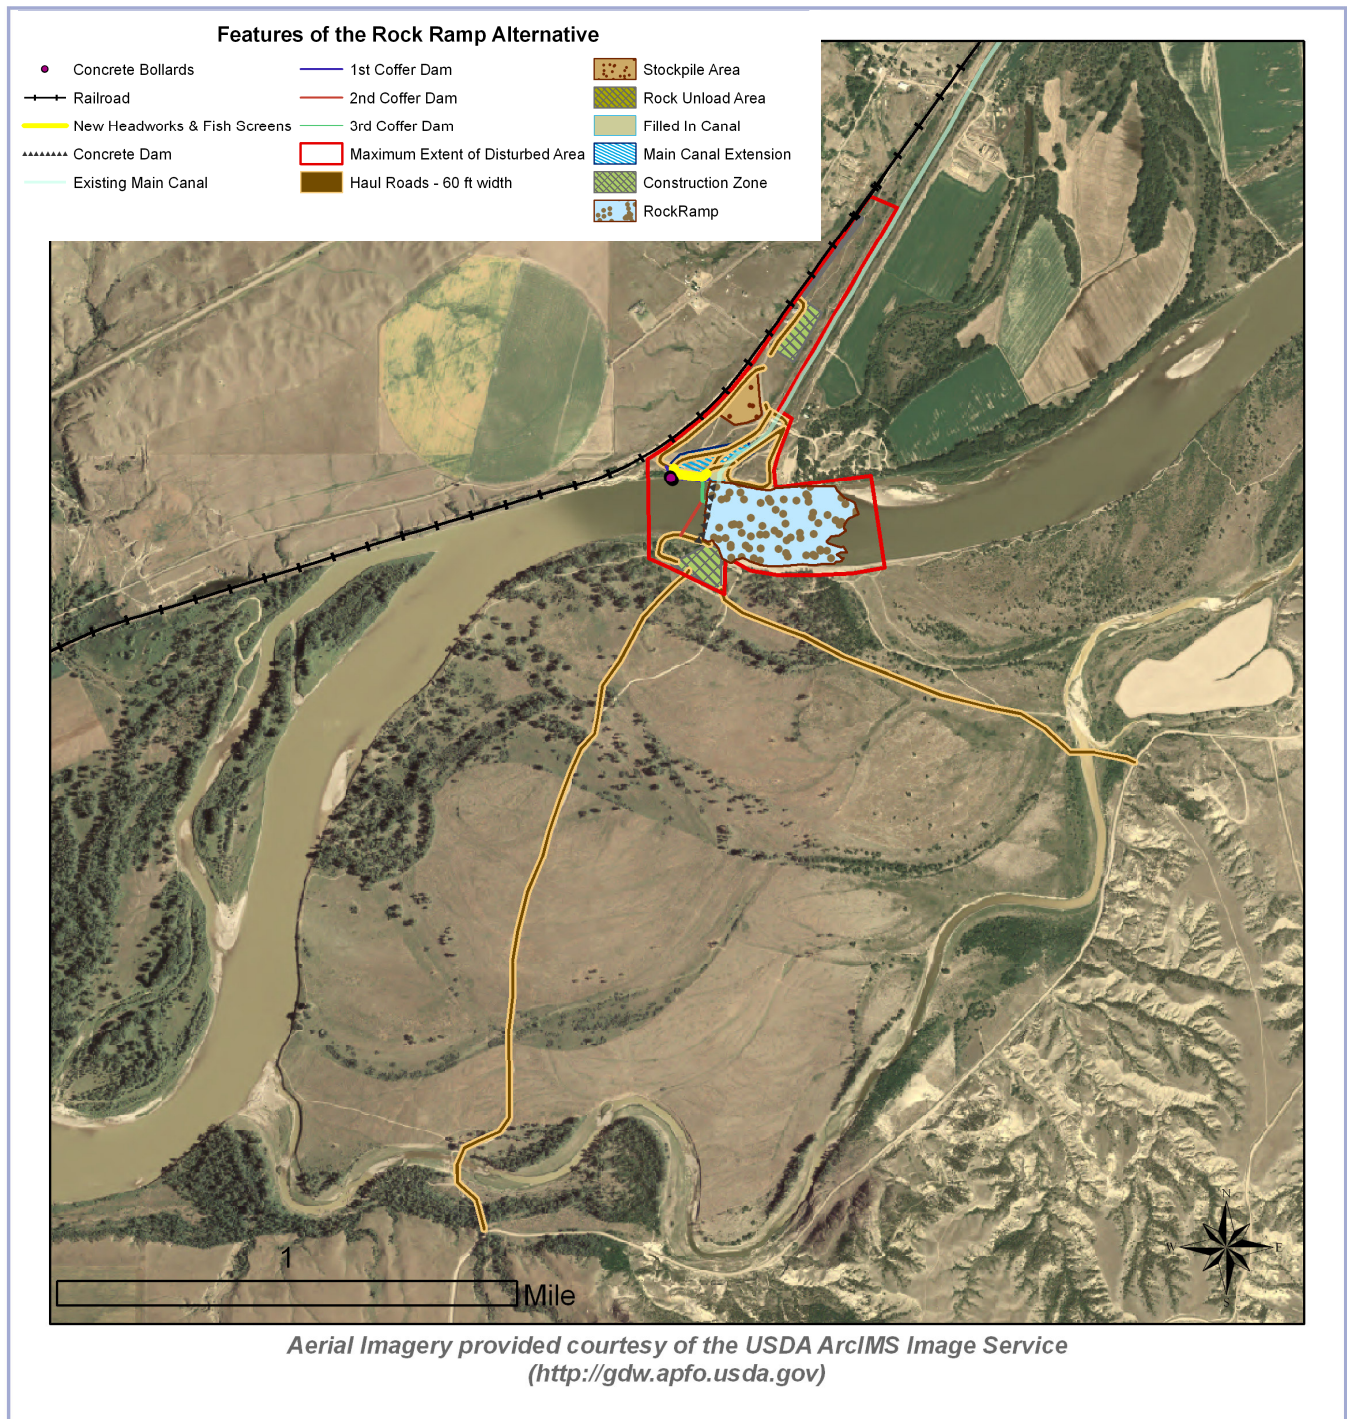 Features of the Rock Ramp Alternative
Concrete Bollards
Railroad
New Headworks & Fish Screens
Concrete Dam
Existing Main Canal
1st Coffer Dam
2nd Coffer Dam
3rd Coffer Dam
Maximum Extent of Disturbed Area
Haul Roads - 60 ft width
Stockpile Area
Rock Unload Area
Filled In Canal
Main Canal Extension
Construction Zone
RockRamp
N
W E
S
1
Mile
Aerial Imagery provided courtesy of the USDA ArcIMS Image Service
(http://gdw.apfo.usda.gov)